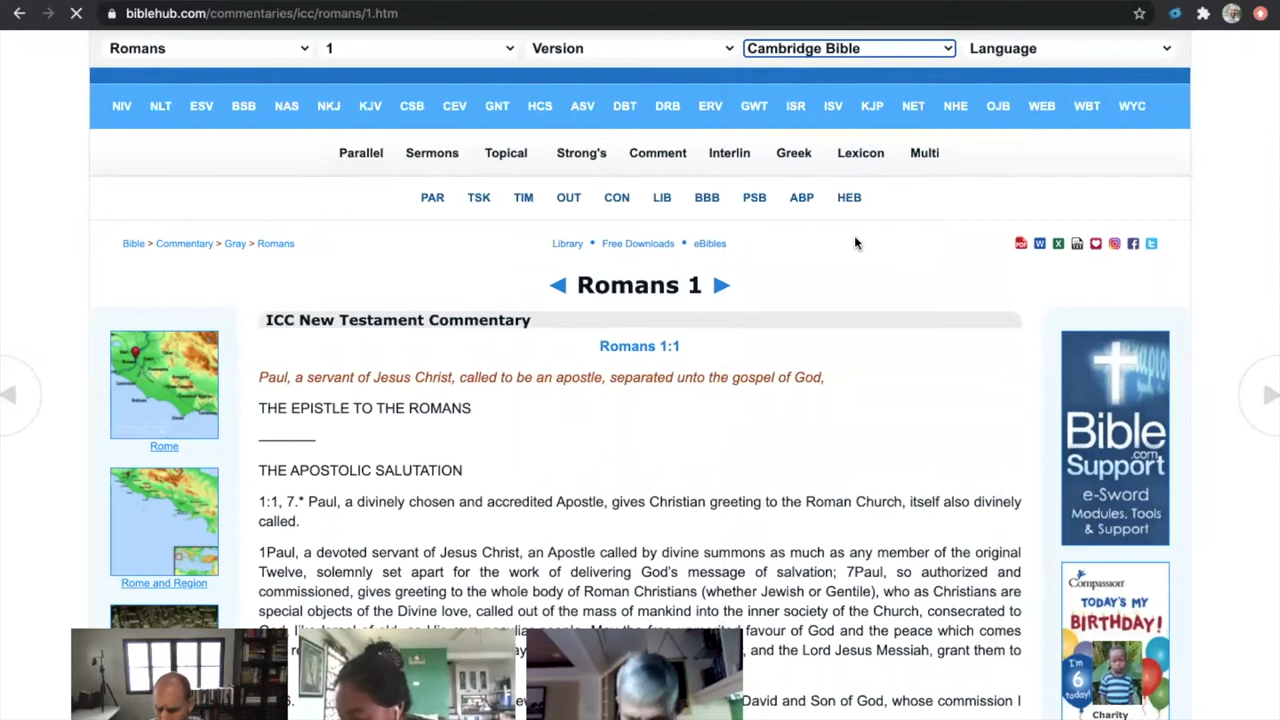 biblehub.com/commentaries/icc/romans/1.htm
Romans 1 Version Cambridge Bible Language
NIV NLT ESV BSB NAS NKJ KJV CSB CEV GNT HCS ASV DBT DRB ERV GWT ISR ISV KJP NET NHE OJB WEB WBT WYC
Parallel Sermons Topical Strong's Comment Interlin Greek Lexicon Multi
PAR TSK TIM OUT CON LIB BBB PSB ABP HEB
Bible > Commentary > Gray > Romans Library • Free Downloads • eBibles
◄ Romans 1 ►
ICC New Testament Commentary
Romans 1:1
Paul, a servant of Jesus Christ, called to be an apostle, separated unto the gospel of God,
THE EPISTLE TO THE ROMANS
THE APOSTOLIC SALUTATION
1:1, 7.* Paul, a divinely chosen and accredited Apostle, gives Christian greeting to the Roman Church, itself also divinely
called.
1Paul, a devoted servant of Jesus Christ, an Apostle called by divine summons as much as any member of the original
Twelve, solemnly set apart for the work of delivering God's message of salvation; 7Paul, so authorized and
commissioned, gives greeting to the whole body of Roman Christians (whether Jewish or Gentile), who as Christians are
special objects of the Divine love, called out of the mass of mankind into the inner society of the Church, consecrated to
favour of God and the peace which comes
, and the Lord Jesus Messiah, grant them to
David and Son of God, whose commission I
Rome
Rome and Region
Bible
.com
Support
e-Sword
Modules, Tools
& Support
Compassion
TODAY'S MY
BIRTHDAY!
I'm
6
today!
Charity